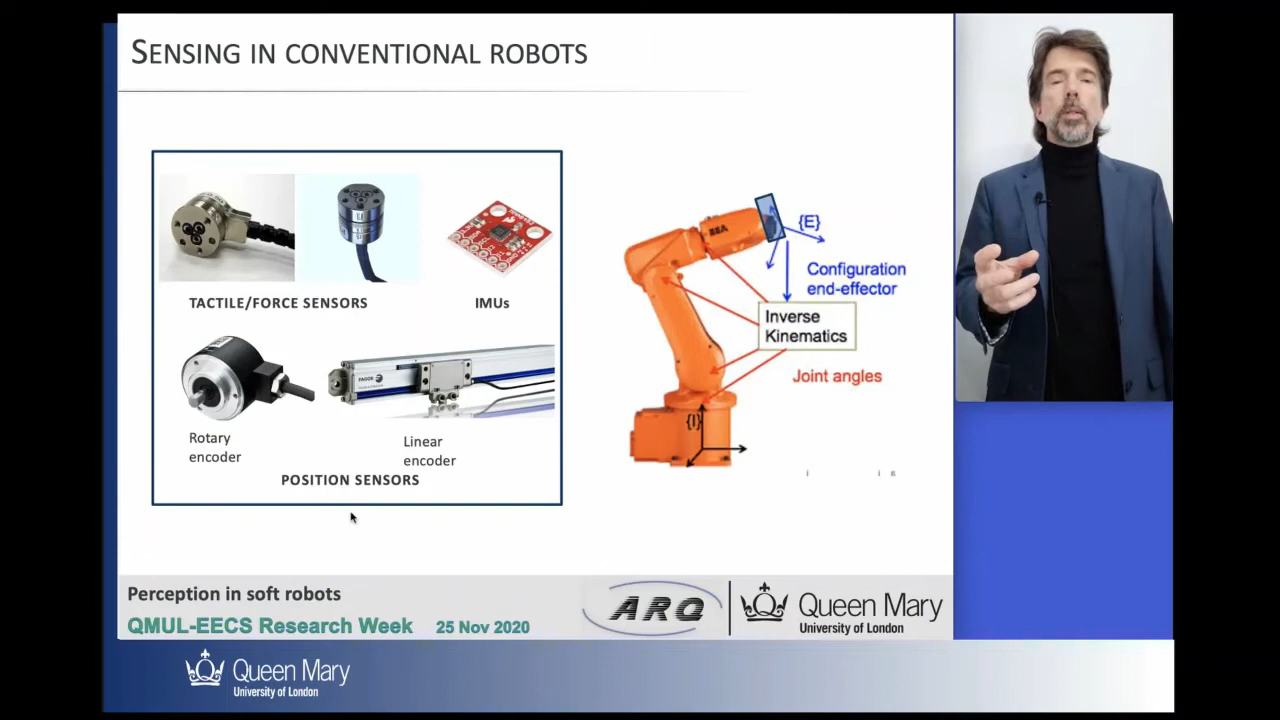 SENSING IN CONVENTIONAL ROBOTS
TACTILE/FORCE SENSORS
IMUs
FAGOR
Rotary
encoder
Linear
encoder
POSITION SENSORS
{E}
Configuration
end-effector
Inverse
Kinematics
Joint angles
{I}
Perception in soft robots
QMUL-EECS Research Week 25 Nov 2020
ARQ
Queen Mary
University of London
Queen Mary
University of London